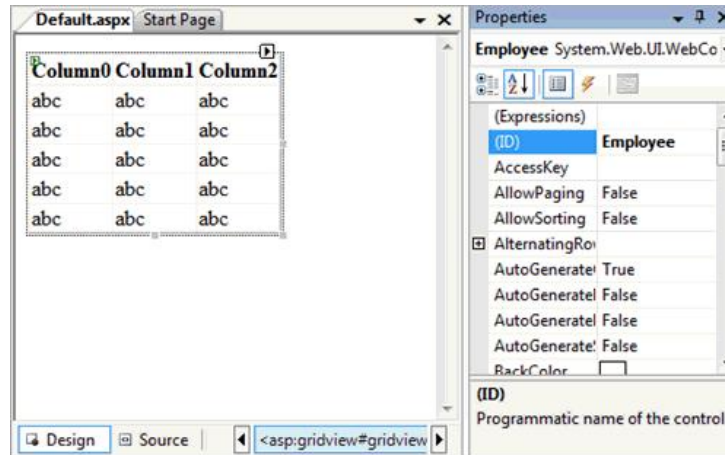 Default.aspx Start Page
Column0 Column1 Column2
abc abc abc
abc abc abc
abc abc abc
abc abc abc
abc abc abc
Design Source <asp:gridview#gridview
Properties
Employee System.Web.UI.WebCo
(Expressions)
(ID) Employee
AccessKey
AllowPaging False
AllowSorting False
AlternatingRo
AutoGenerate True
AutoGenerate False
AutoGenerate False
AutoGenerate False
BackColor
(ID)
Programmatic name of the control